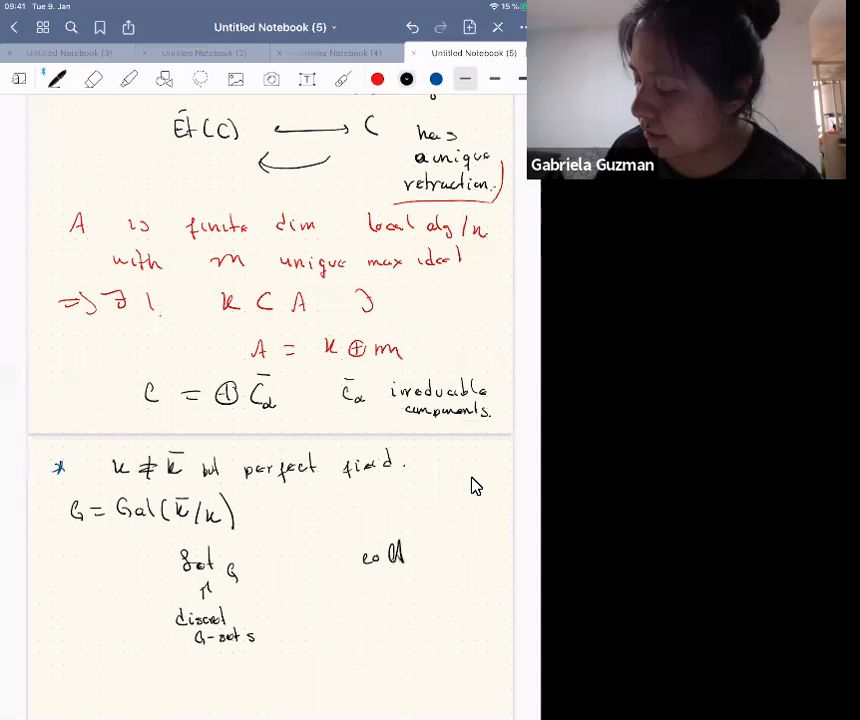 09:41 Tue 9. Jan
15%
Untitled Notebook (5)
Untitled Notebook (3)
Untitled Notebook (2)
Untitled Notebook (4)
Untitled Notebook (5)
Ét(C) ⟶ C
⟵
has
a unique
retraction.
Gabriela Guzman
A is finite dim local alg/k
with m unique max ideal
=> ∃! k ⊂ A
A = k ⊕ m
C = ⊕ C̄α C̄α irreducible
components.
* k ≠ k̄ but perfect field.
G = Gal(k̄/k)
Set G coA
↑
discret
G-sets